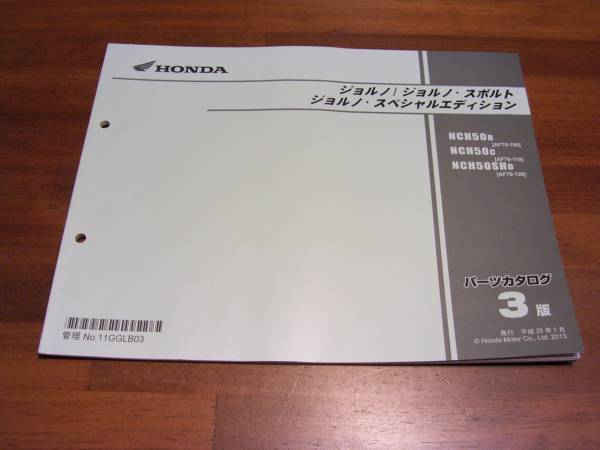 HONDA
ジョルノ/ジョルノ・スポルト
ジョルノ・スペシャルエディション
NCH50B
[AF70-100]
NCH50C
[AF70-110]
NCH50SHD
[AF70-120]
パーツカタログ
3版
発行 平成25年1月
© Honda Motor Co., Ltd. 2013
管理 No.11GGLB03